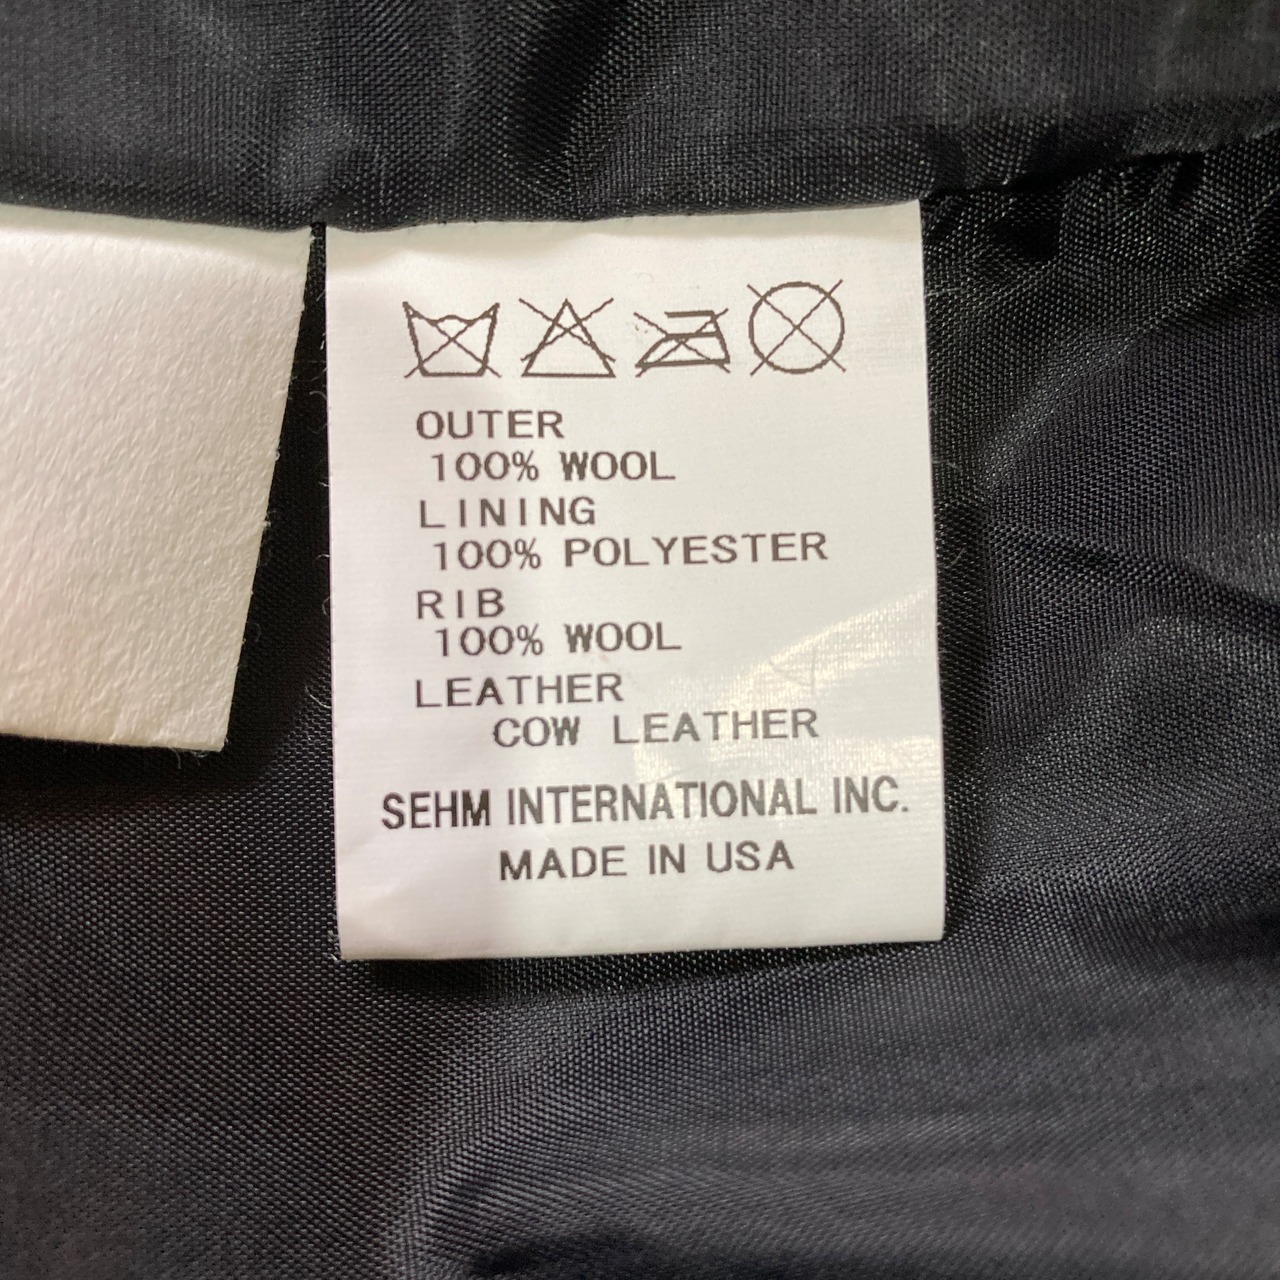 OUTER
100% WOOL
LINING
100% POLYESTER
RIB
100% WOOL
LEATHER
COW LEATHER
SEHM INTERNATIONAL INC.
MADE IN USA